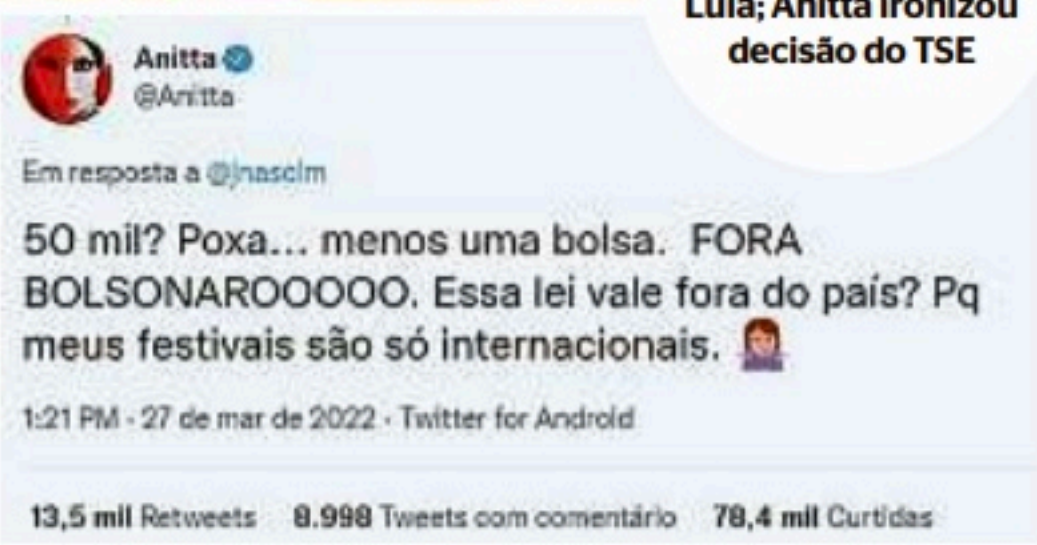 Lula; Anitta ironizou
decisão do TSE
Anitta
@Anitta
Em resposta a @jnascim
50 mil? Poxa... menos uma bolsa. FORA
BOLSONAROOOOO. Essa lei vale fora do país? Pq
meus festivais são só internacionais. 🤷🏽‍♀️
1:21 PM · 27 de mar de 2022 · Twitter for Android
13,5 mil Retweets 8.998 Tweets com comentário 78,4 mil Curtidas